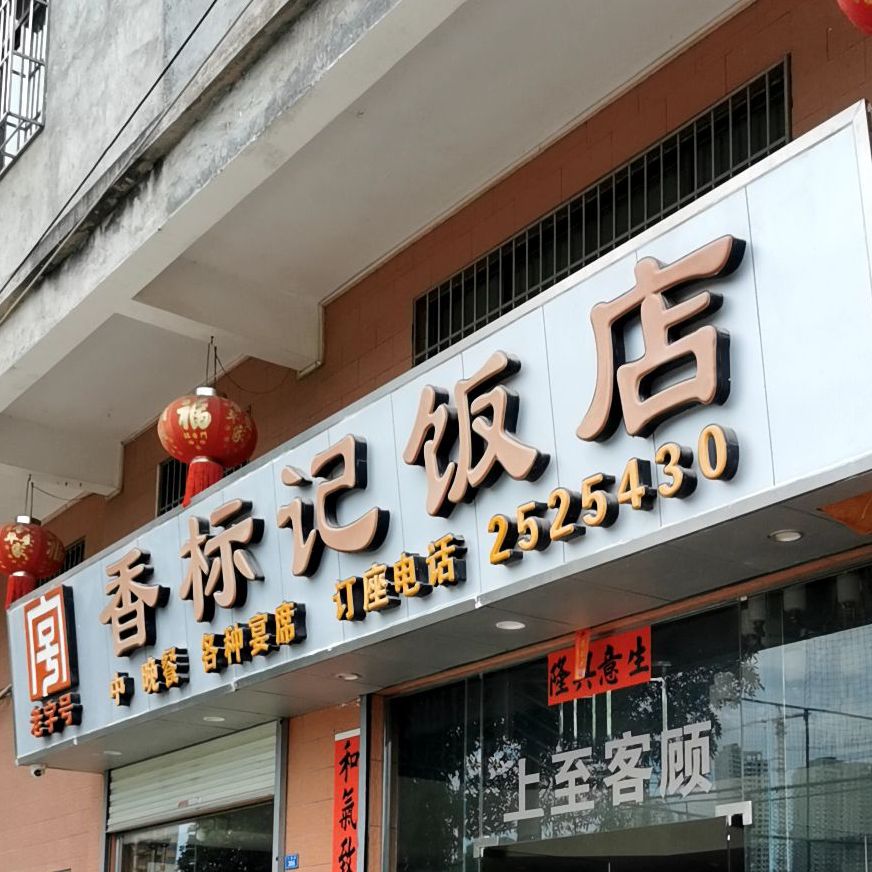 香标记饭店
老字号
中 晚餐 各种宴席 订座电话 2525430
福
生意兴隆
顾客至上
和氣致